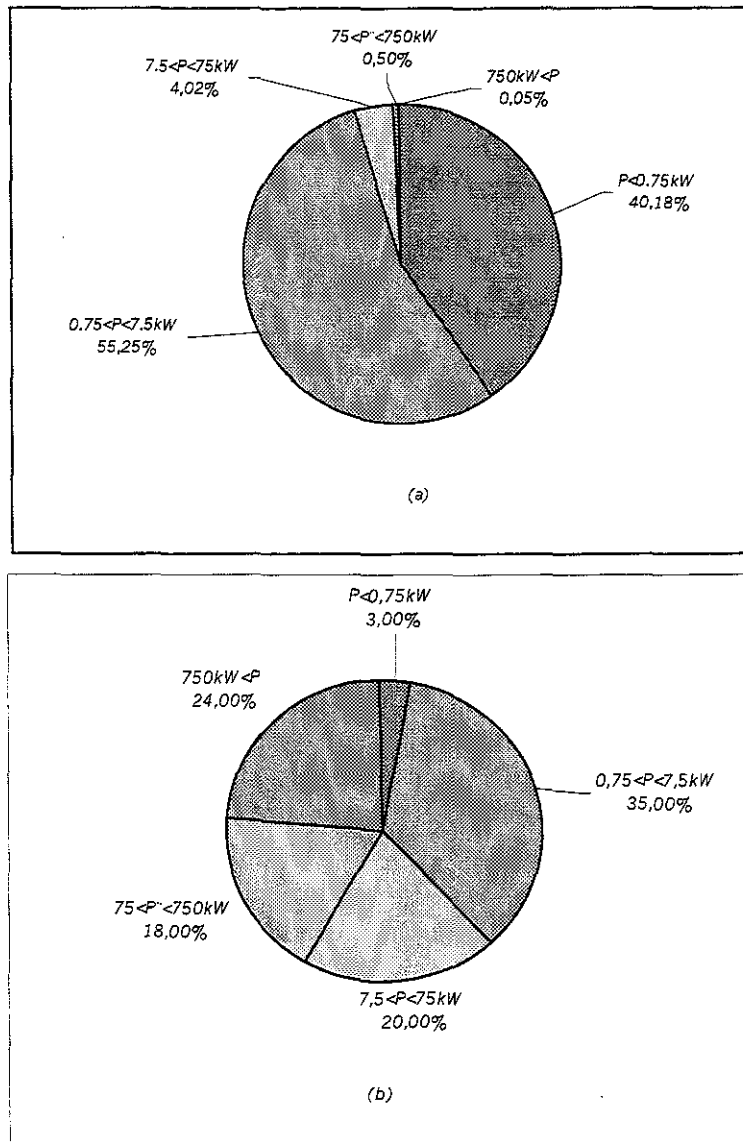 75<P<750kW
0,50%
7.5<P<75kW
4,02%
750kW<P
0,05%
P<0.75kW
40,18%
0.75<P<7.5kW
55,25%
(a)
P<0,75kW
3,00%
750kW<P
24,00%
0,75<P<7,5kW
35,00%
75<P<750kW
18,00%
7,5<P<75kW
20,00%
(b)